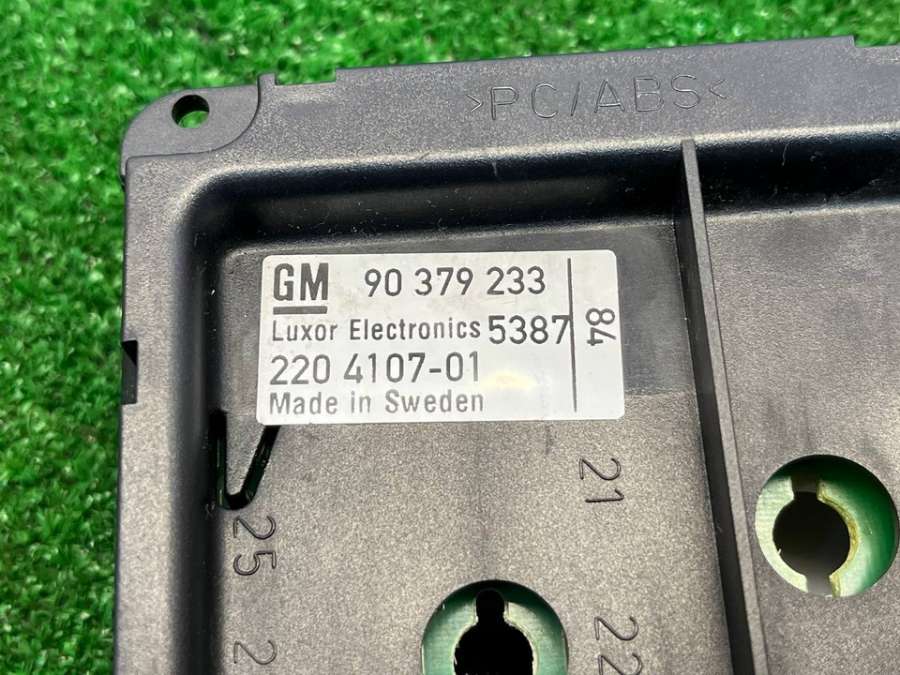 >PC/ABS<
GM 90 379 233
Luxor Electronics 5387
220 4107-01
Made in Sweden
84
21
25
22
2